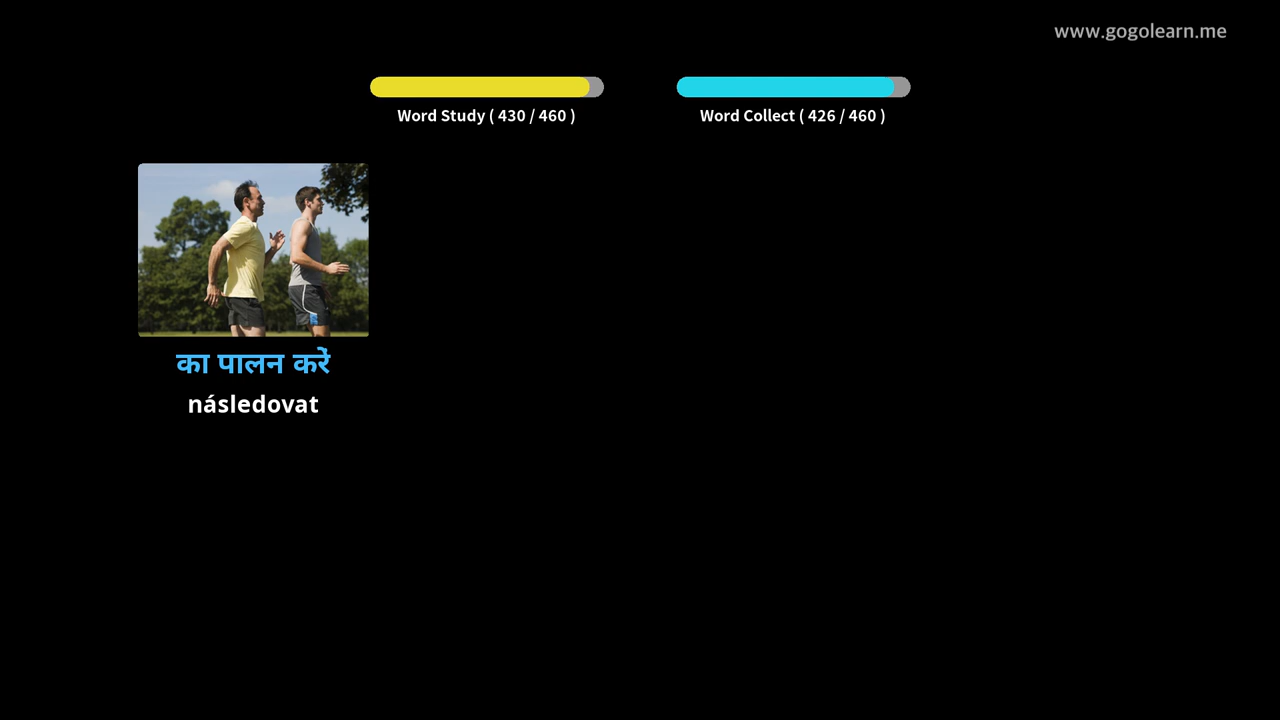 www.gogolearn.me
Word Study ( 430 / 460 )
Word Collect ( 426 / 460 )
का पालन करें
následovat